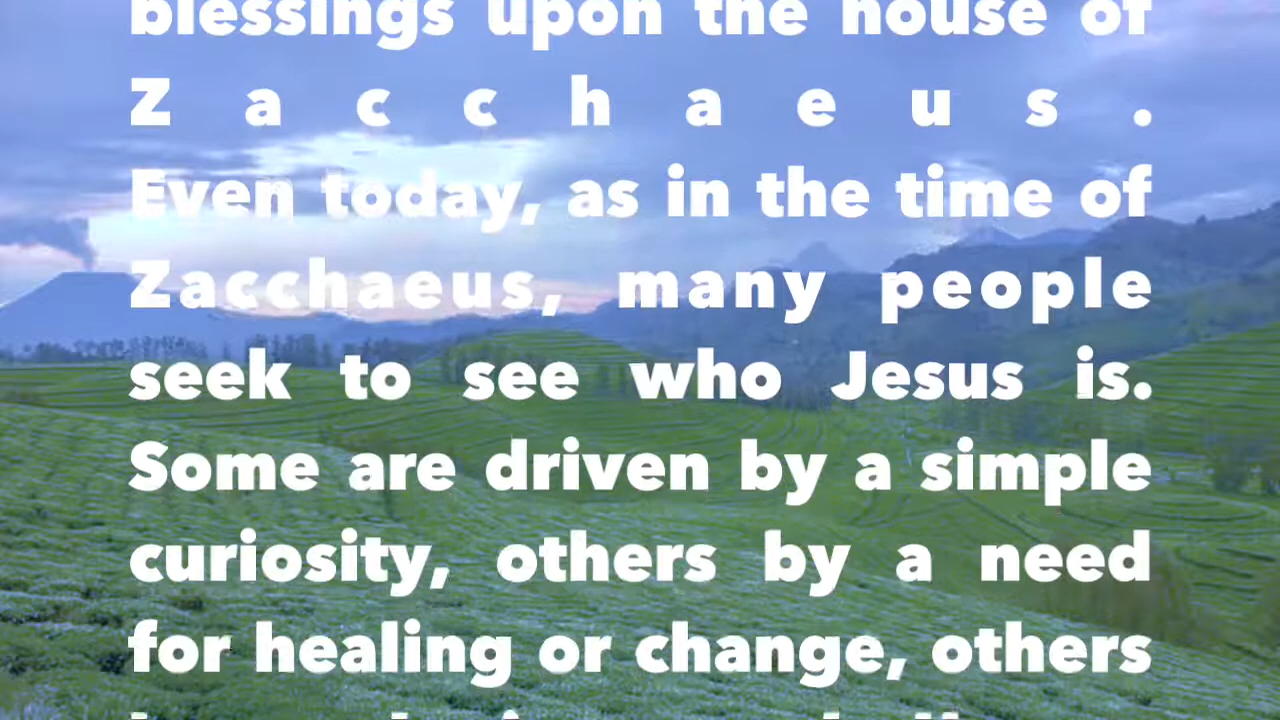 blessings upon the house of
Zacchaeus.
Even today, as in the time of
Zacchaeus, many people
seek to see who Jesus is.
Some are driven by a simple
curiosity, others by a need
for healing or change, others